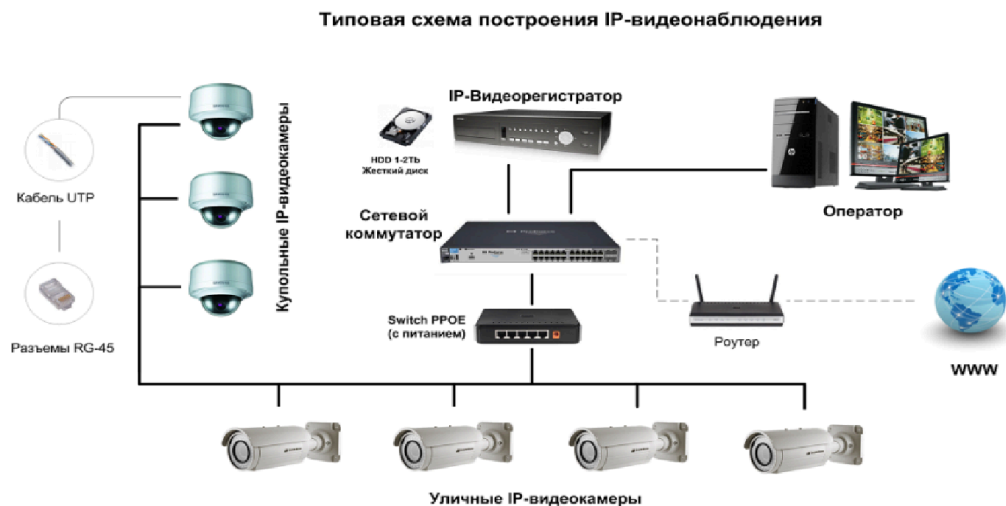 Типовая схема построения IP-видеонаблюдения
IP-Видеорегистратор
HDD 1-2Tb
Жесткий диск
Кабель UTP
Купольные IP-видеокамеры
Сетевой
коммутатор
Оператор
Разъемы RG-45
Switch PPOE
(с питанием)
Роутер
www
Уличные IP-видеокамеры